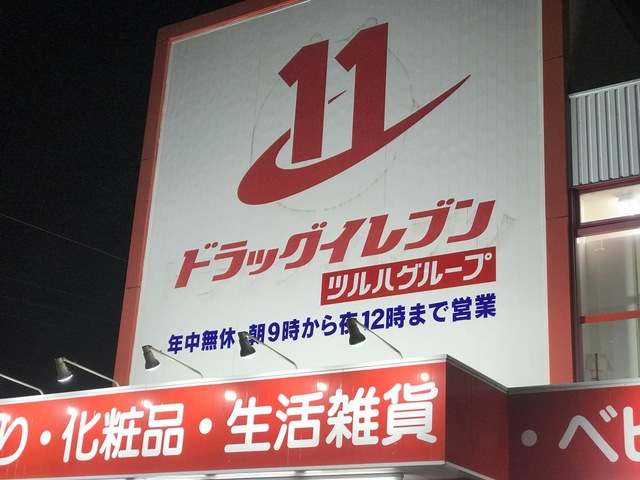 11
ドラッグイレブン
ツルハグループ
年中無休 朝9時から夜12時まで営業
り・化粧品・生活雑貨
・ベビ